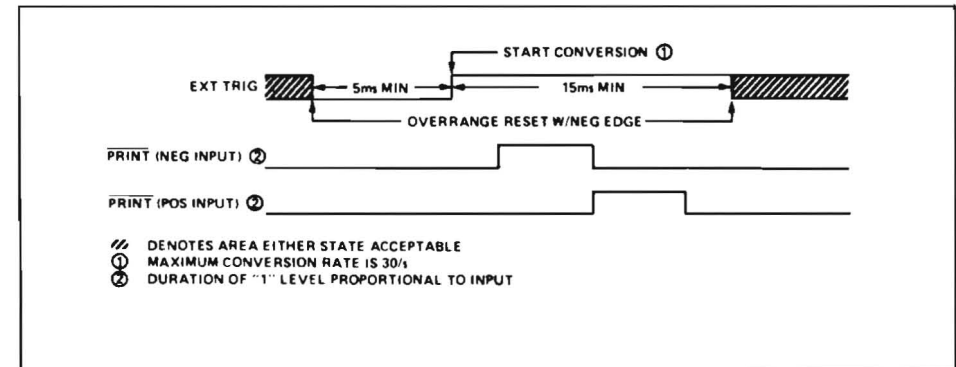 START CONVERSION ①
EXT TRIG
5ms MIN
15ms MIN
OVERRANGE RESET W/NEG EDGE
PRINT (NEG INPUT) ②
PRINT (POS INPUT) ②
DENOTES AREA EITHER STATE ACCEPTABLE
① MAXIMUM CONVERSION RATE IS 30/s
② DURATION OF "1" LEVEL PROPORTIONAL TO INPUT